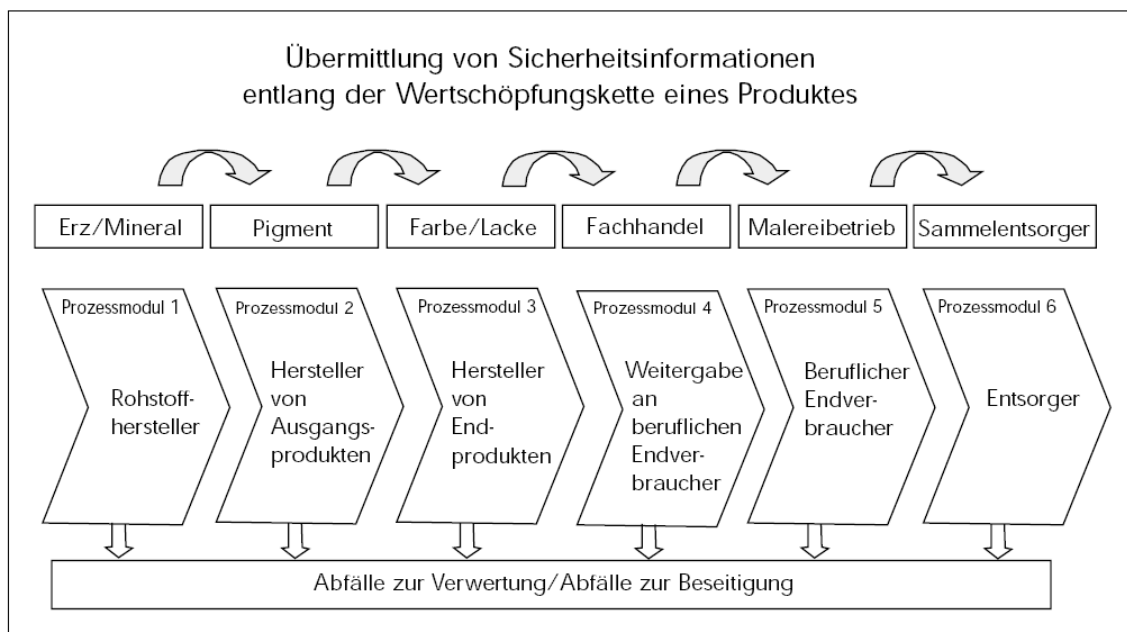 Übermittlung von Sicherheitsinformationen
entlang der Wertschöpfungskette eines Produktes
Erz/Mineral
Pigment
Farbe/Lacke
Fachhandel
Malereibetrieb
Sammelentsorger
Prozessmodul 1
Rohstoff-
hersteller
Prozessmodul 2
Hersteller
von
Ausgangs-
produkten
Prozessmodul 3
Hersteller
von
End-
produkten
Prozessmodul 4
Weitergabe
an
beruflichen
Endver-
braucher
Prozessmodul 5
Beruflicher
Endver-
braucher
Prozessmodul 6
Entsorger
Abfälle zur Verwertung/Abfälle zur Beseitigung